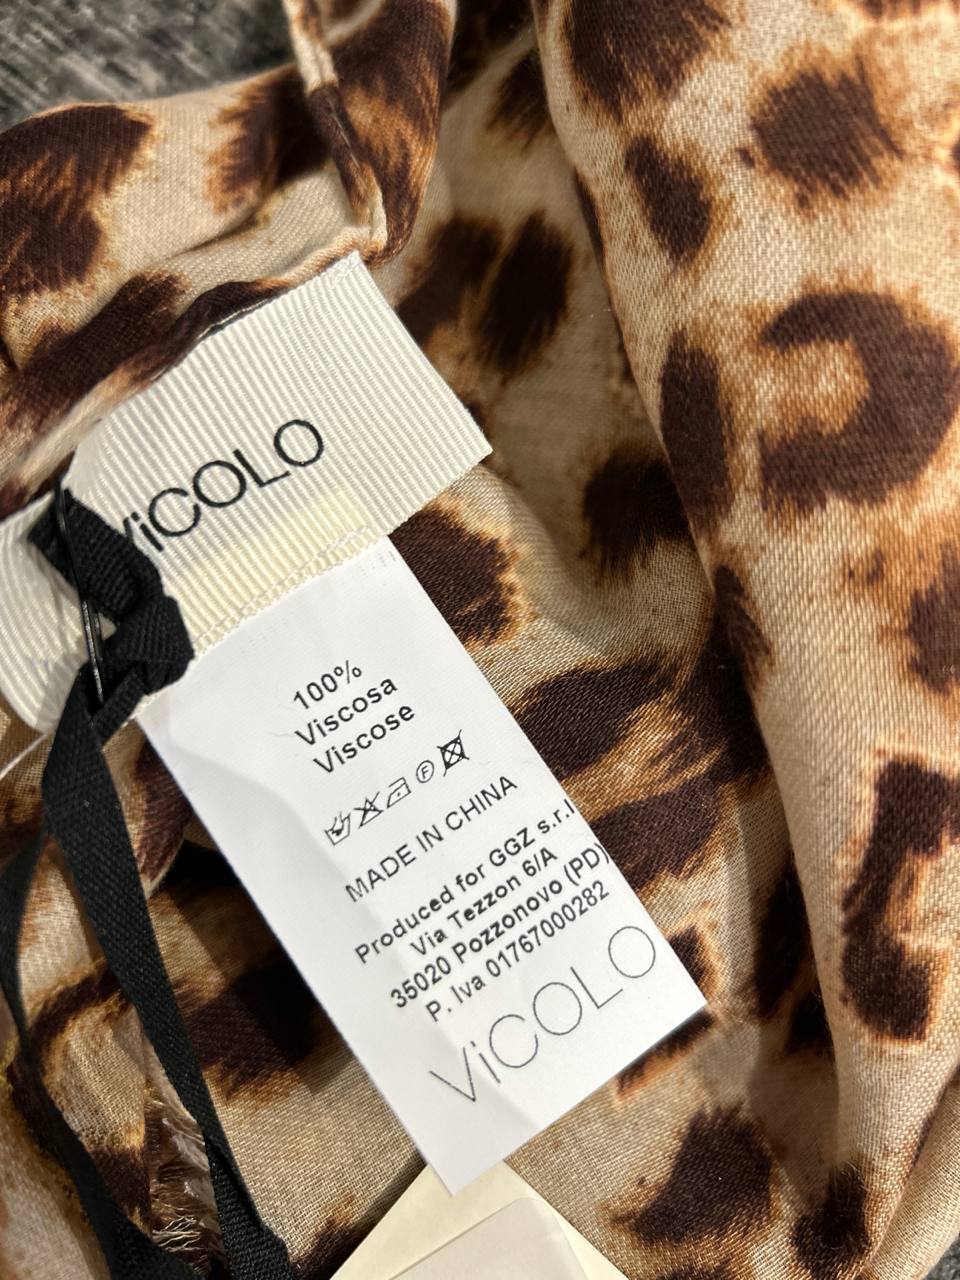 ViCOLO
100%
Viscosa
Viscose
MADE IN CHINA
Produced for GGZ s.r.l
Via Tezzon 6/A
35020 Pozzonovo (PD)
P. Iva 01767000282
ViCOLO